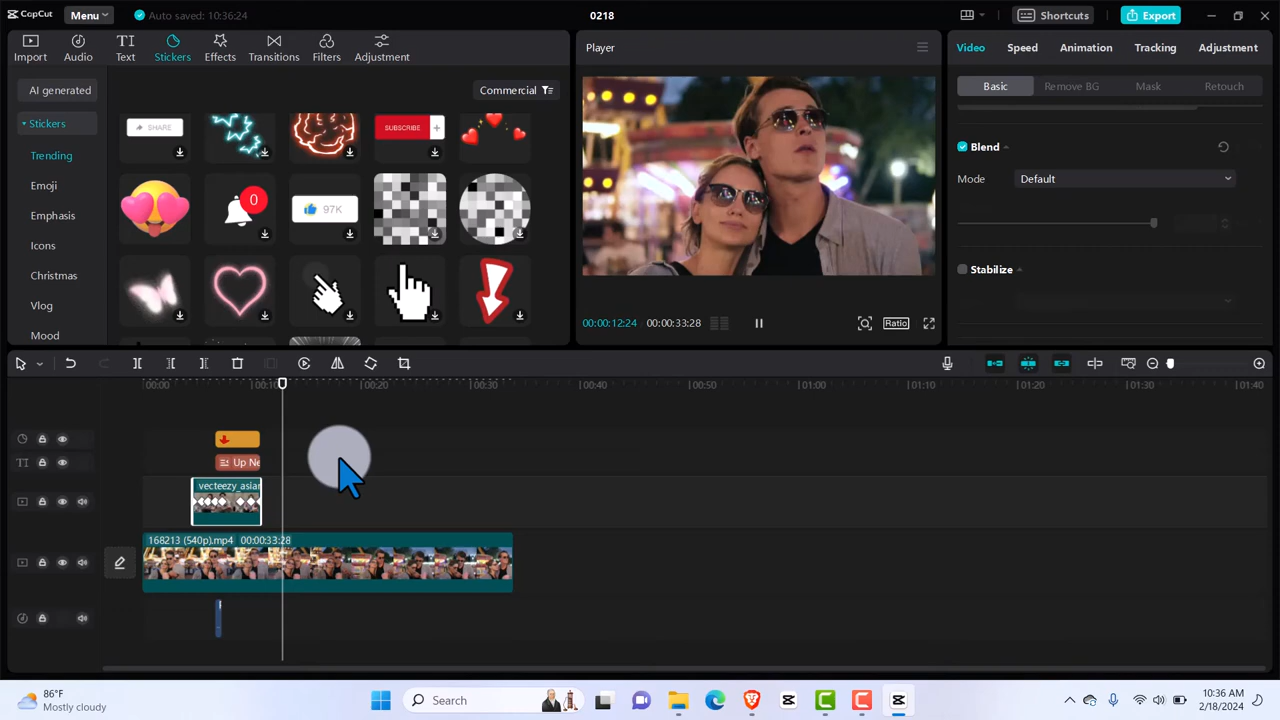 CapCut
Menu
Auto saved: 10:36:24
0218
Shortcuts
Export
Import
Audio
Text
Stickers
Effects
Transitions
Filters
Adjustment
AI generated
Stickers
Trending
Emoji
Emphasis
Icons
Christmas
Vlog
Mood
Commercial
SHARE
SUBSCRIBE
0
97K
Player
00:00:12:24
00:00:33:28
Ratio
Video
Speed
Animation
Tracking
Adjustment
Basic
Remove BG
Mask
Retouch
Blend
Mode
Default
Stabilize
00:00
00:10
00:20
00:30
00:40
00:50
01:00
01:10
01:20
01:30
01:40
TI
Up Ne
vecteezy_asian
168213 (540p).mp4 00:00:33:28
86°F
Mostly cloudy
Search
10:36 AM
2/18/2024